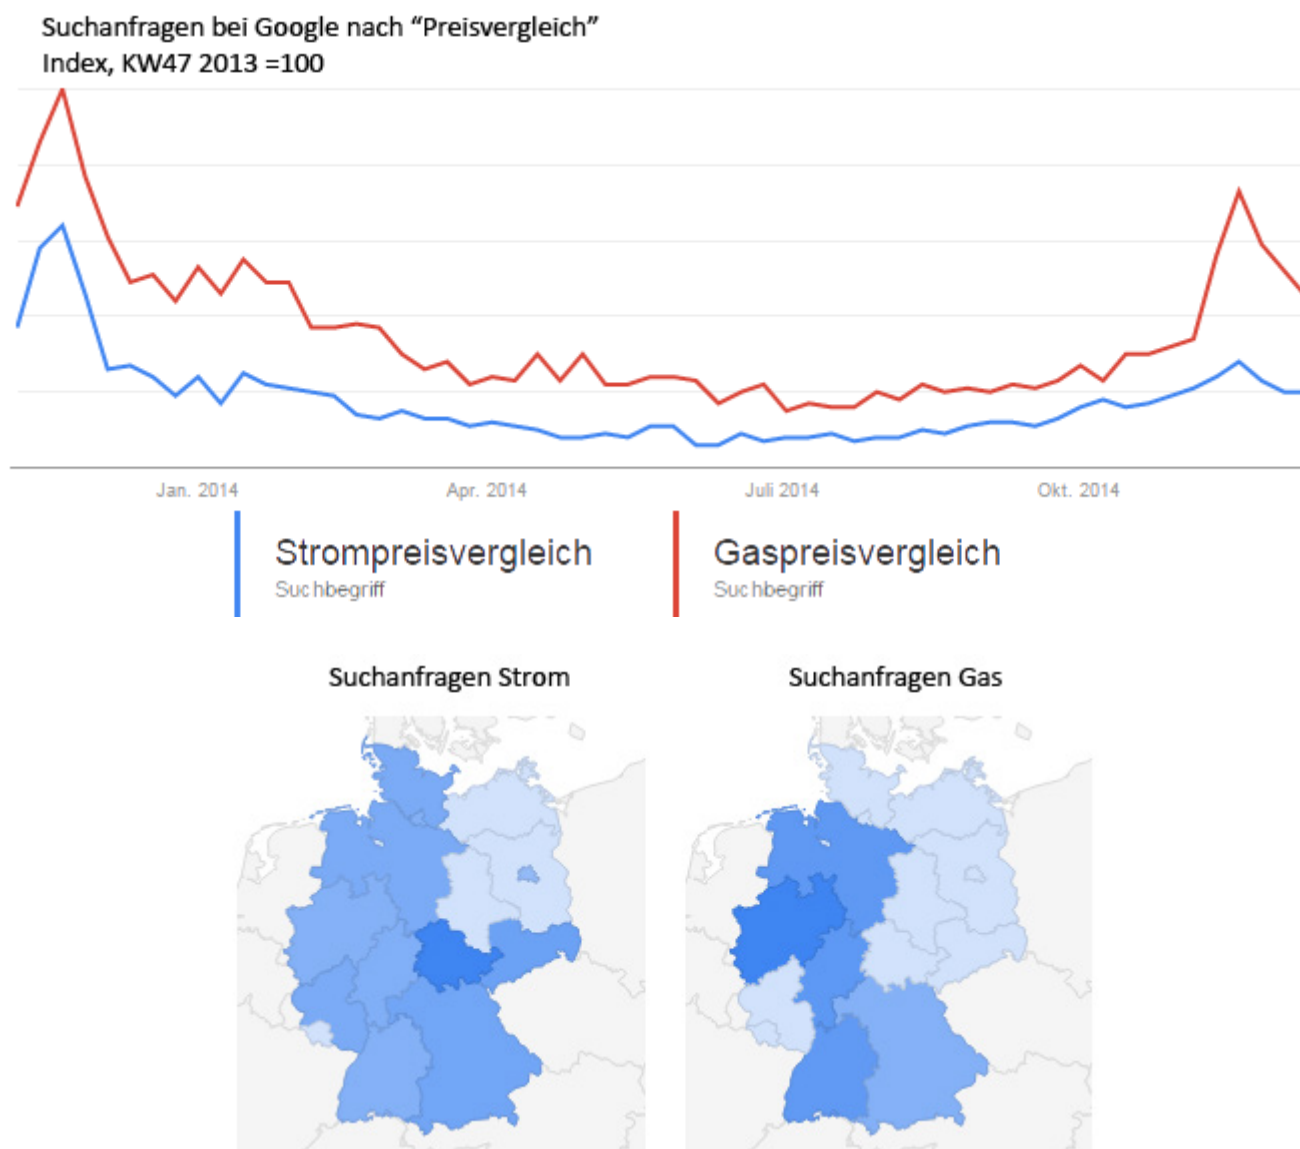 Suchanfragen bei Google nach “Preisvergleich”
Index, KW47 2013 =100
Jan. 2014 Apr. 2014 Juli 2014 Okt. 2014
Strompreisvergleich Gaspreisvergleich
Suchbegriff Suchbegriff
Suchanfragen Strom Suchanfragen Gas